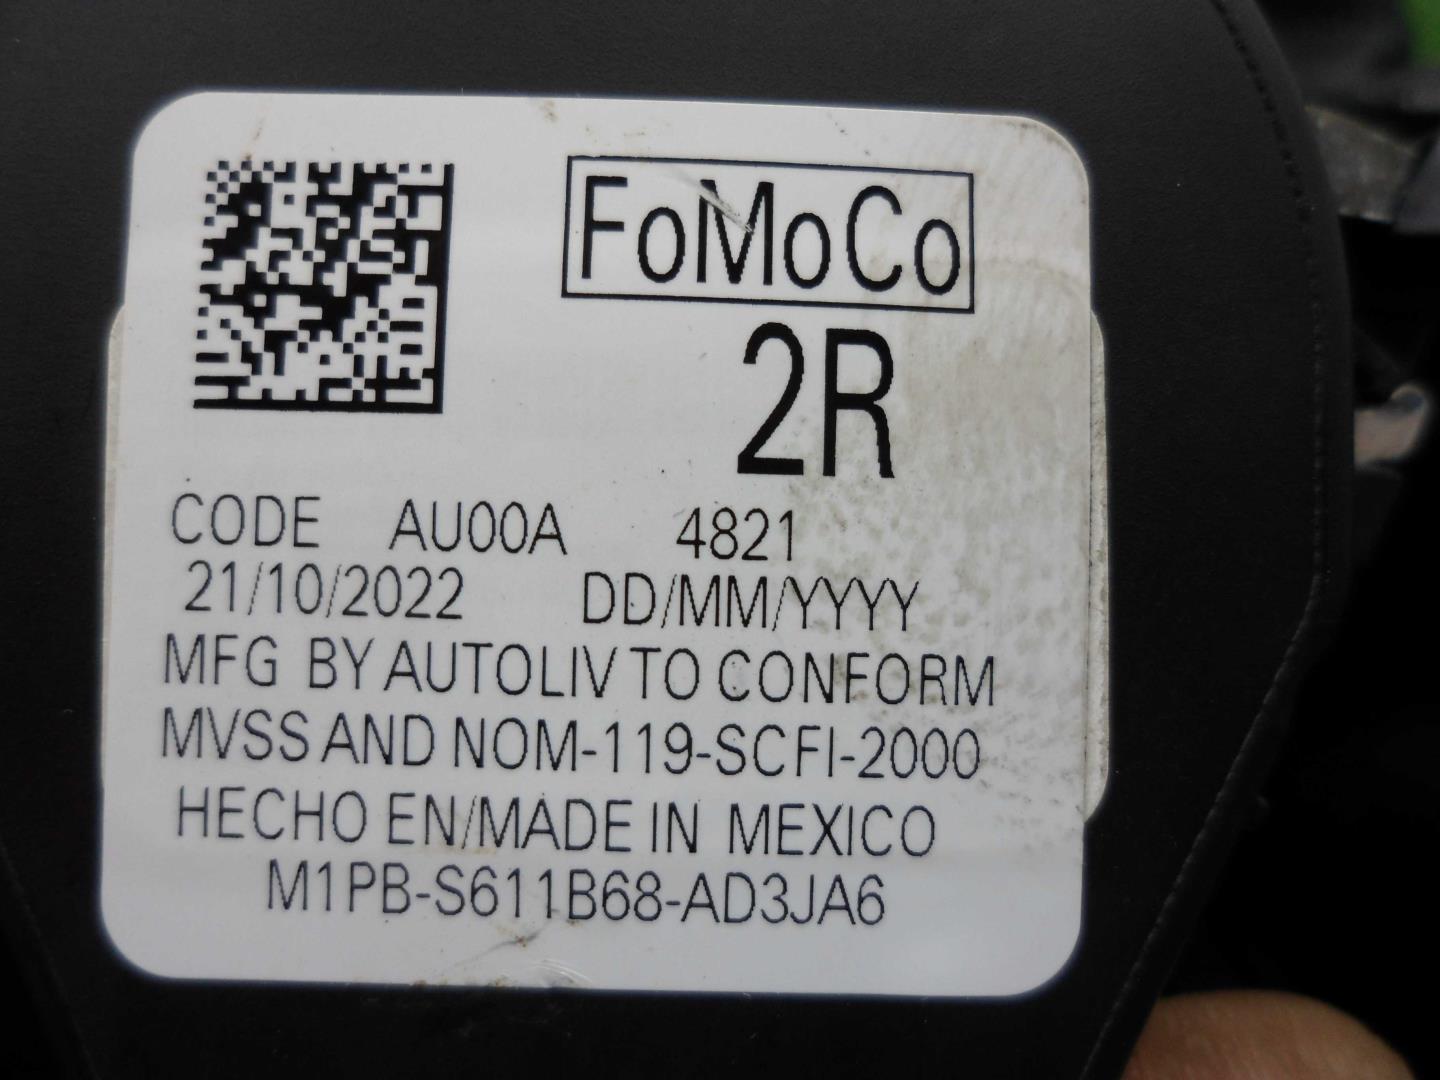 FoMoCo
2R
CODE AU00A 4821
21/10/2022 DD/MM/YYYY
MFG BY AUTOLIV TO CONFORM
MVSS AND NOM-119-SCFI-2000
HECHO EN/MADE IN MEXICO
M1PB-S611B68-AD3JA6